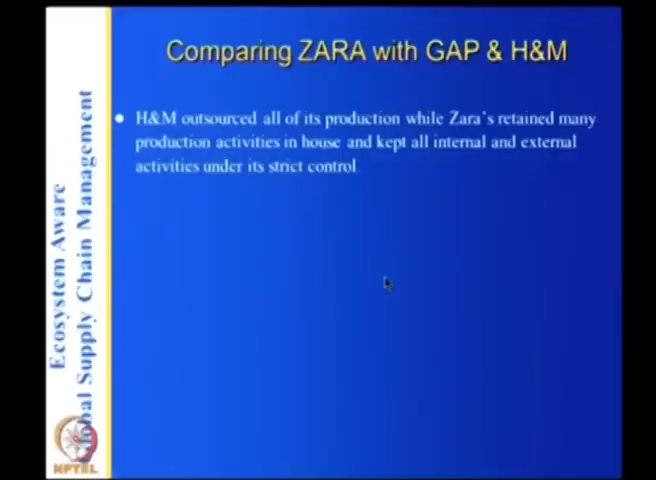 Comparing ZARA with GAP & H&M
H&M outsourced all of its production while Zara's retained many
production activities in house and kept all internal and external
activities under its strict control.
Ecosystem Aware
Global Supply Chain Management
NPTEL